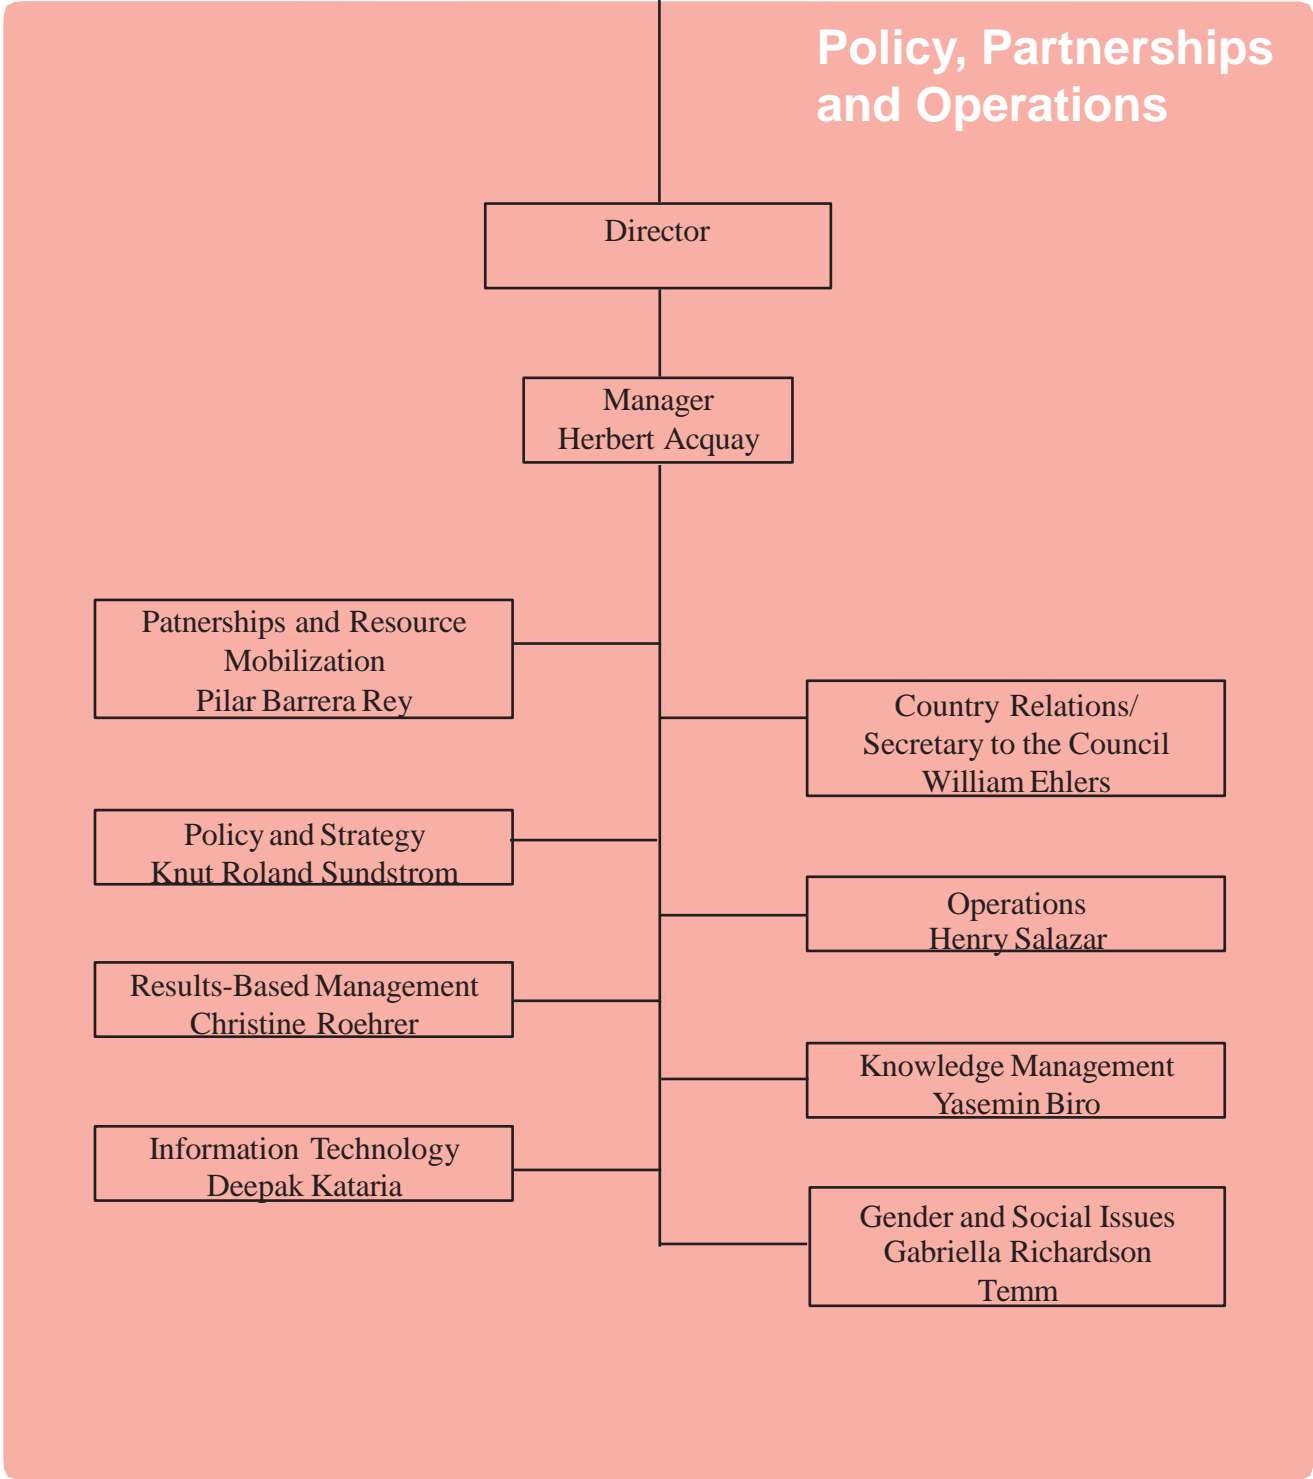 Policy, Partnerships
and Operations
Director
Manager
Herbert Acquay
Patnerships and Resource
Mobilization
Pilar Barrera Rey
Country Relations/
Secretary to the Council
William Ehlers
Policy and Strategy
Knut Roland Sundstrom
Operations
Henry Salazar
Results-Based Management
Christine Roehrer
Knowledge Management
Yasemin Biro
Information Technology
Deepak Kataria
Gender and Social Issues
Gabriella Richardson
Temm